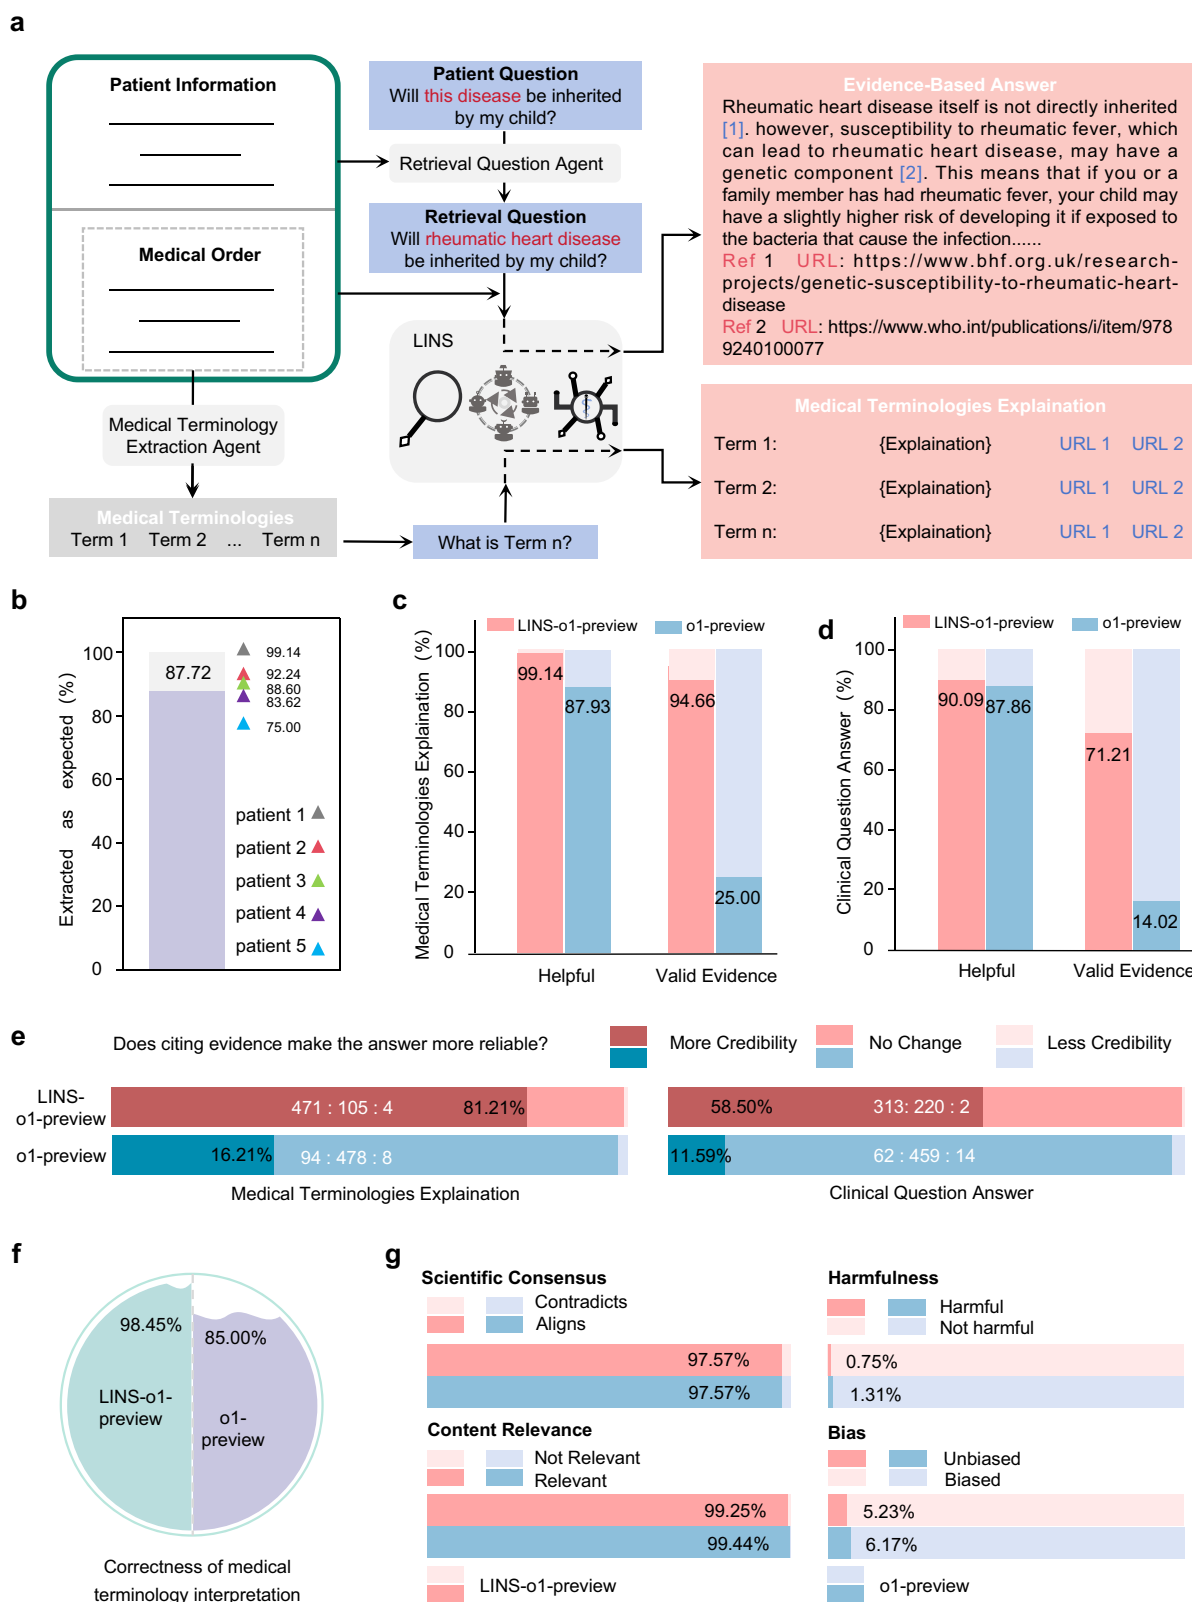 a
Patient Information
Medical Order
Medical Terminology
Extraction Agent
Medical Terminologies
Term 1 Term 2 ... Term n
Patient Question
Will this disease be inherited
by my child?
Retrieval Question Agent
Retrieval Question
Will rheumatic heart disease
be inherited by my child?
LINS
What is Term n?
Evidence-Based Answer
Rheumatic heart disease itself is not directly inherited
[1]. however, susceptibility to rheumatic fever, which
can lead to rheumatic heart disease, may have a
genetic component [2]. This means that if you or a
family member has had rheumatic fever, your child may
have a slightly higher risk of developing it if exposed to
the bacteria that cause the infection......
Ref 1 URL: https://www.bhf.org.uk/research-
projects/genetic-susceptibility-to-rheumatic-heart-
disease
Ref 2 URL: https://www.who.int/publications/i/item/978
9240100077
Medical Terminologies Explaination
Term 1: {Explaination} URL 1 URL 2
Term 2: {Explaination} URL 1 URL 2
Term n: {Explaination} URL 1 URL 2
b
Extracted as expected (%)
100
80
60
40
20
0
87.72
99.14
92.24
88.60
83.62
75.00
patient 1
patient 2
patient 3
patient 4
patient 5
c
LINS-o1-preview o1-preview
Medical Terminologies Explaination (%)
100
80
60
40
20
0
99.14
87.93
94.66
25.00
Helpful Valid Evidence
d
LINS-o1-preview o1-preview
Clinical Question Answer (%)
100
80
60
40
20
0
90.09
87.86
71.21
14.02
Helpful Valid Evidence
e
Does citing evidence make the answer more reliable?
More Credibility No Change Less Credibility
LINS-
o1-preview
471 : 105 : 4 81.21%
58.50% 313: 220 : 2
o1-preview
16.21% 94 : 478 : 8
11.59% 62 : 459 : 14
Medical Terminologies Explaination
Clinical Question Answer
f
98.45%
85.00%
LINS-o1-
preview
o1-
preview
Correctness of medical
terminology interpretation
g
Scientific Consensus
Contradicts
Aligns
97.57%
97.57%
Harmfulness
Harmful
Not harmful
0.75%
1.31%
Content Relevance
Not Relevant
Relevant
99.25%
99.44%
Bias
Unbiased
Biased
5.23%
6.17%
LINS-o1-preview
o1-preview